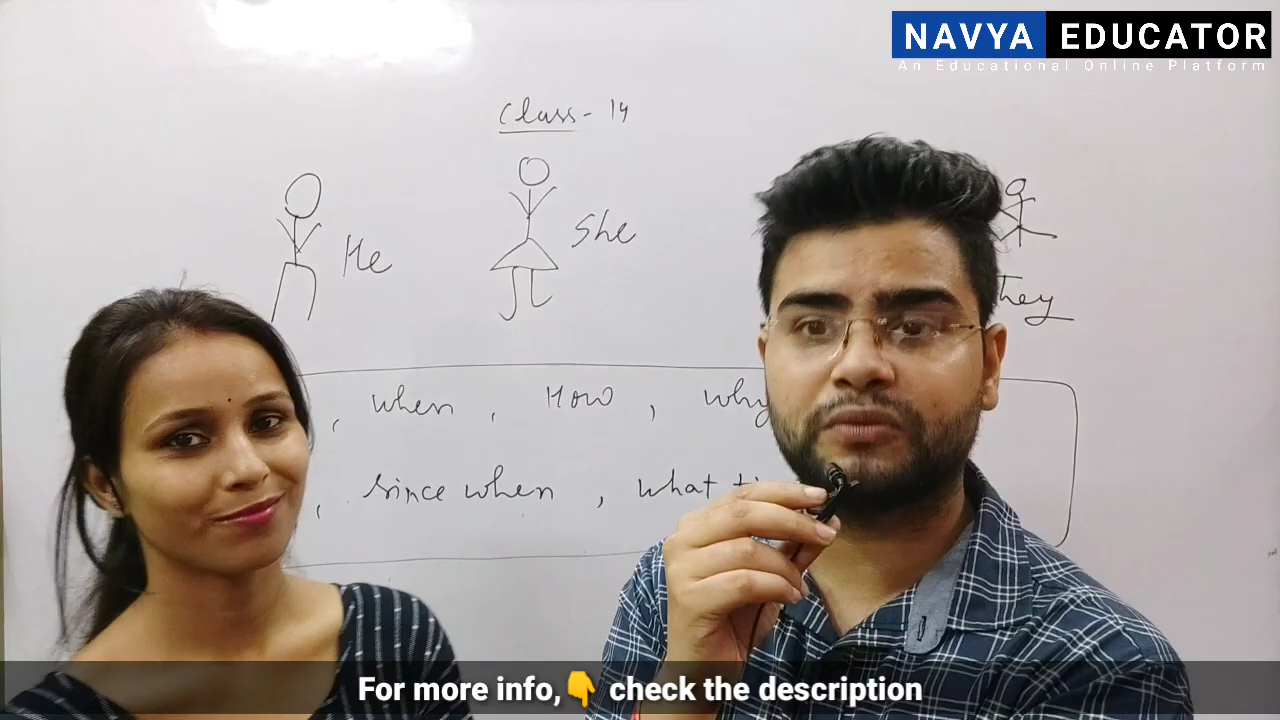 NAVYA EDUCATOR
An Educational Online Platform
Class-14
He
She
They
, when , How , why
, since when , what
For more info,👇 check the description